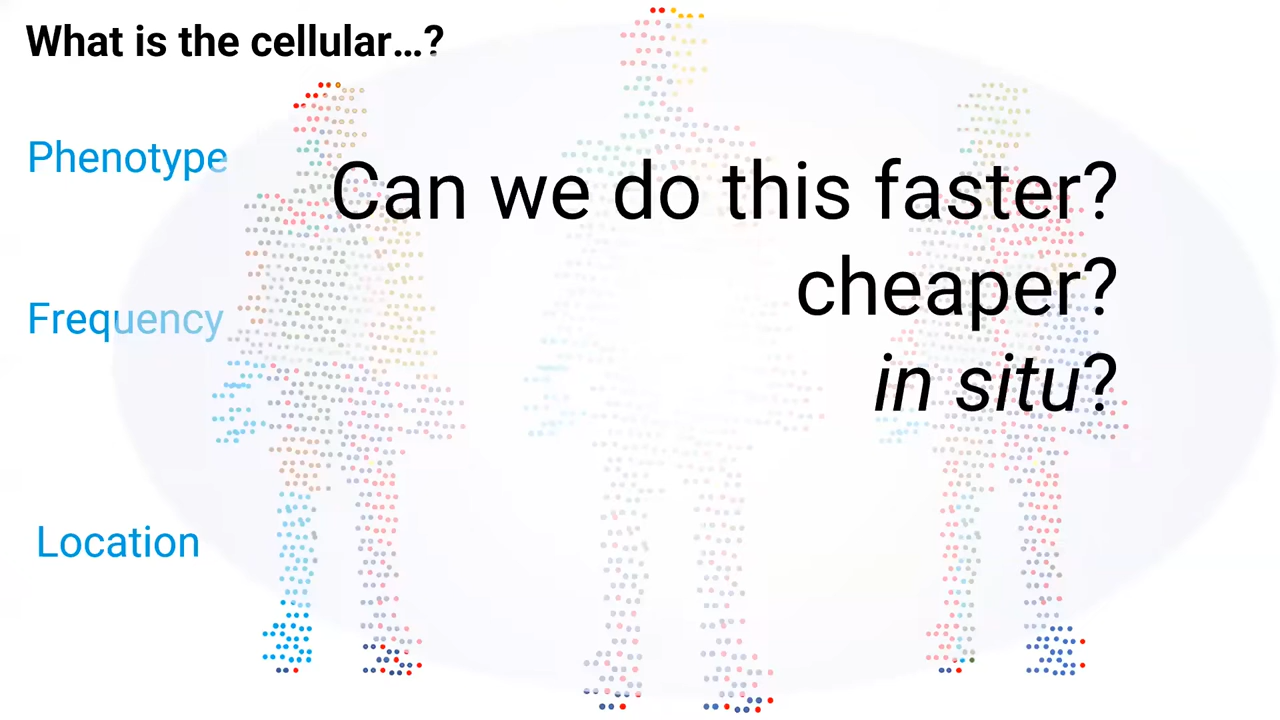 What is the cellular…?
Phenotype
Frequency
Location
Can we do this faster?
cheaper?
in situ?